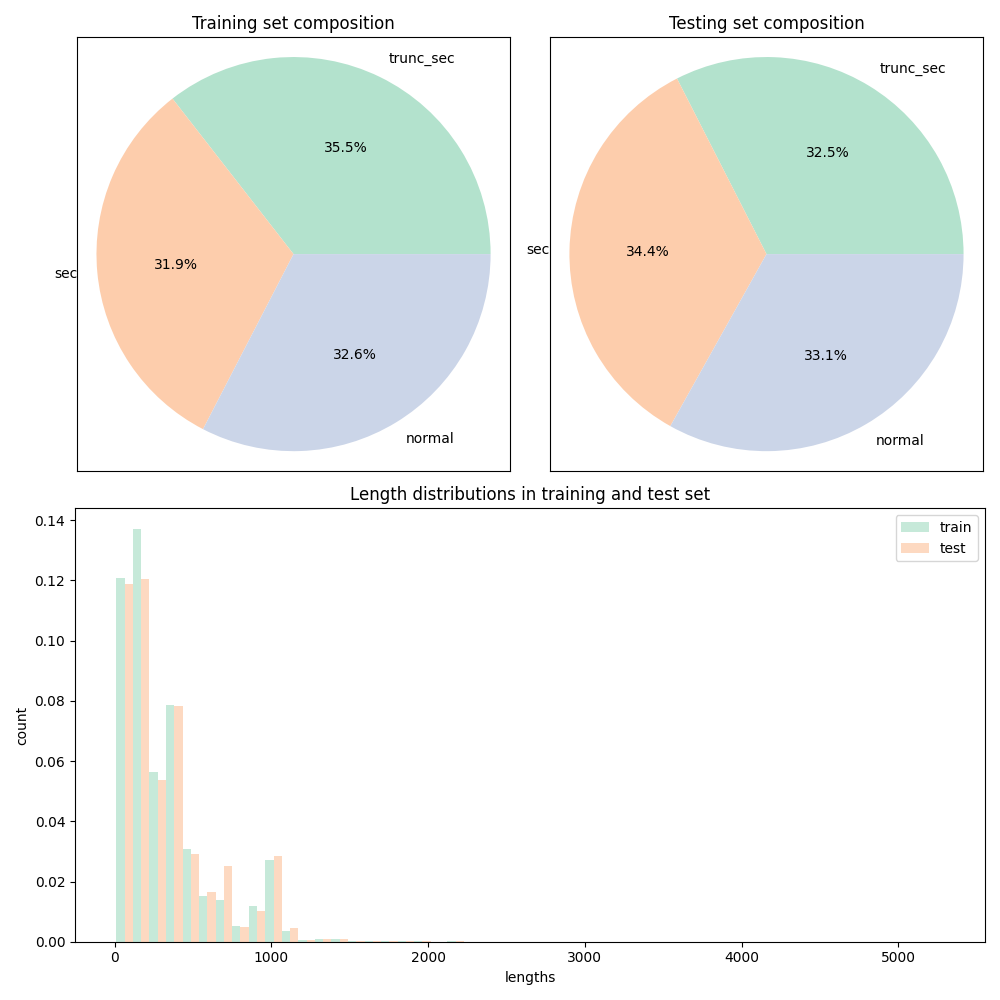 Training set composition
trunc_sec
35.5%
sec
31.9%
32.6%
normal
Testing set composition
trunc_sec
32.5%
sec
34.4%
33.1%
normal
Length distributions in training and test set
train
test
count
0.14
0.12
0.10
0.08
0.06
0.04
0.02
0.00
0 1000 2000 3000 4000 5000
lengths